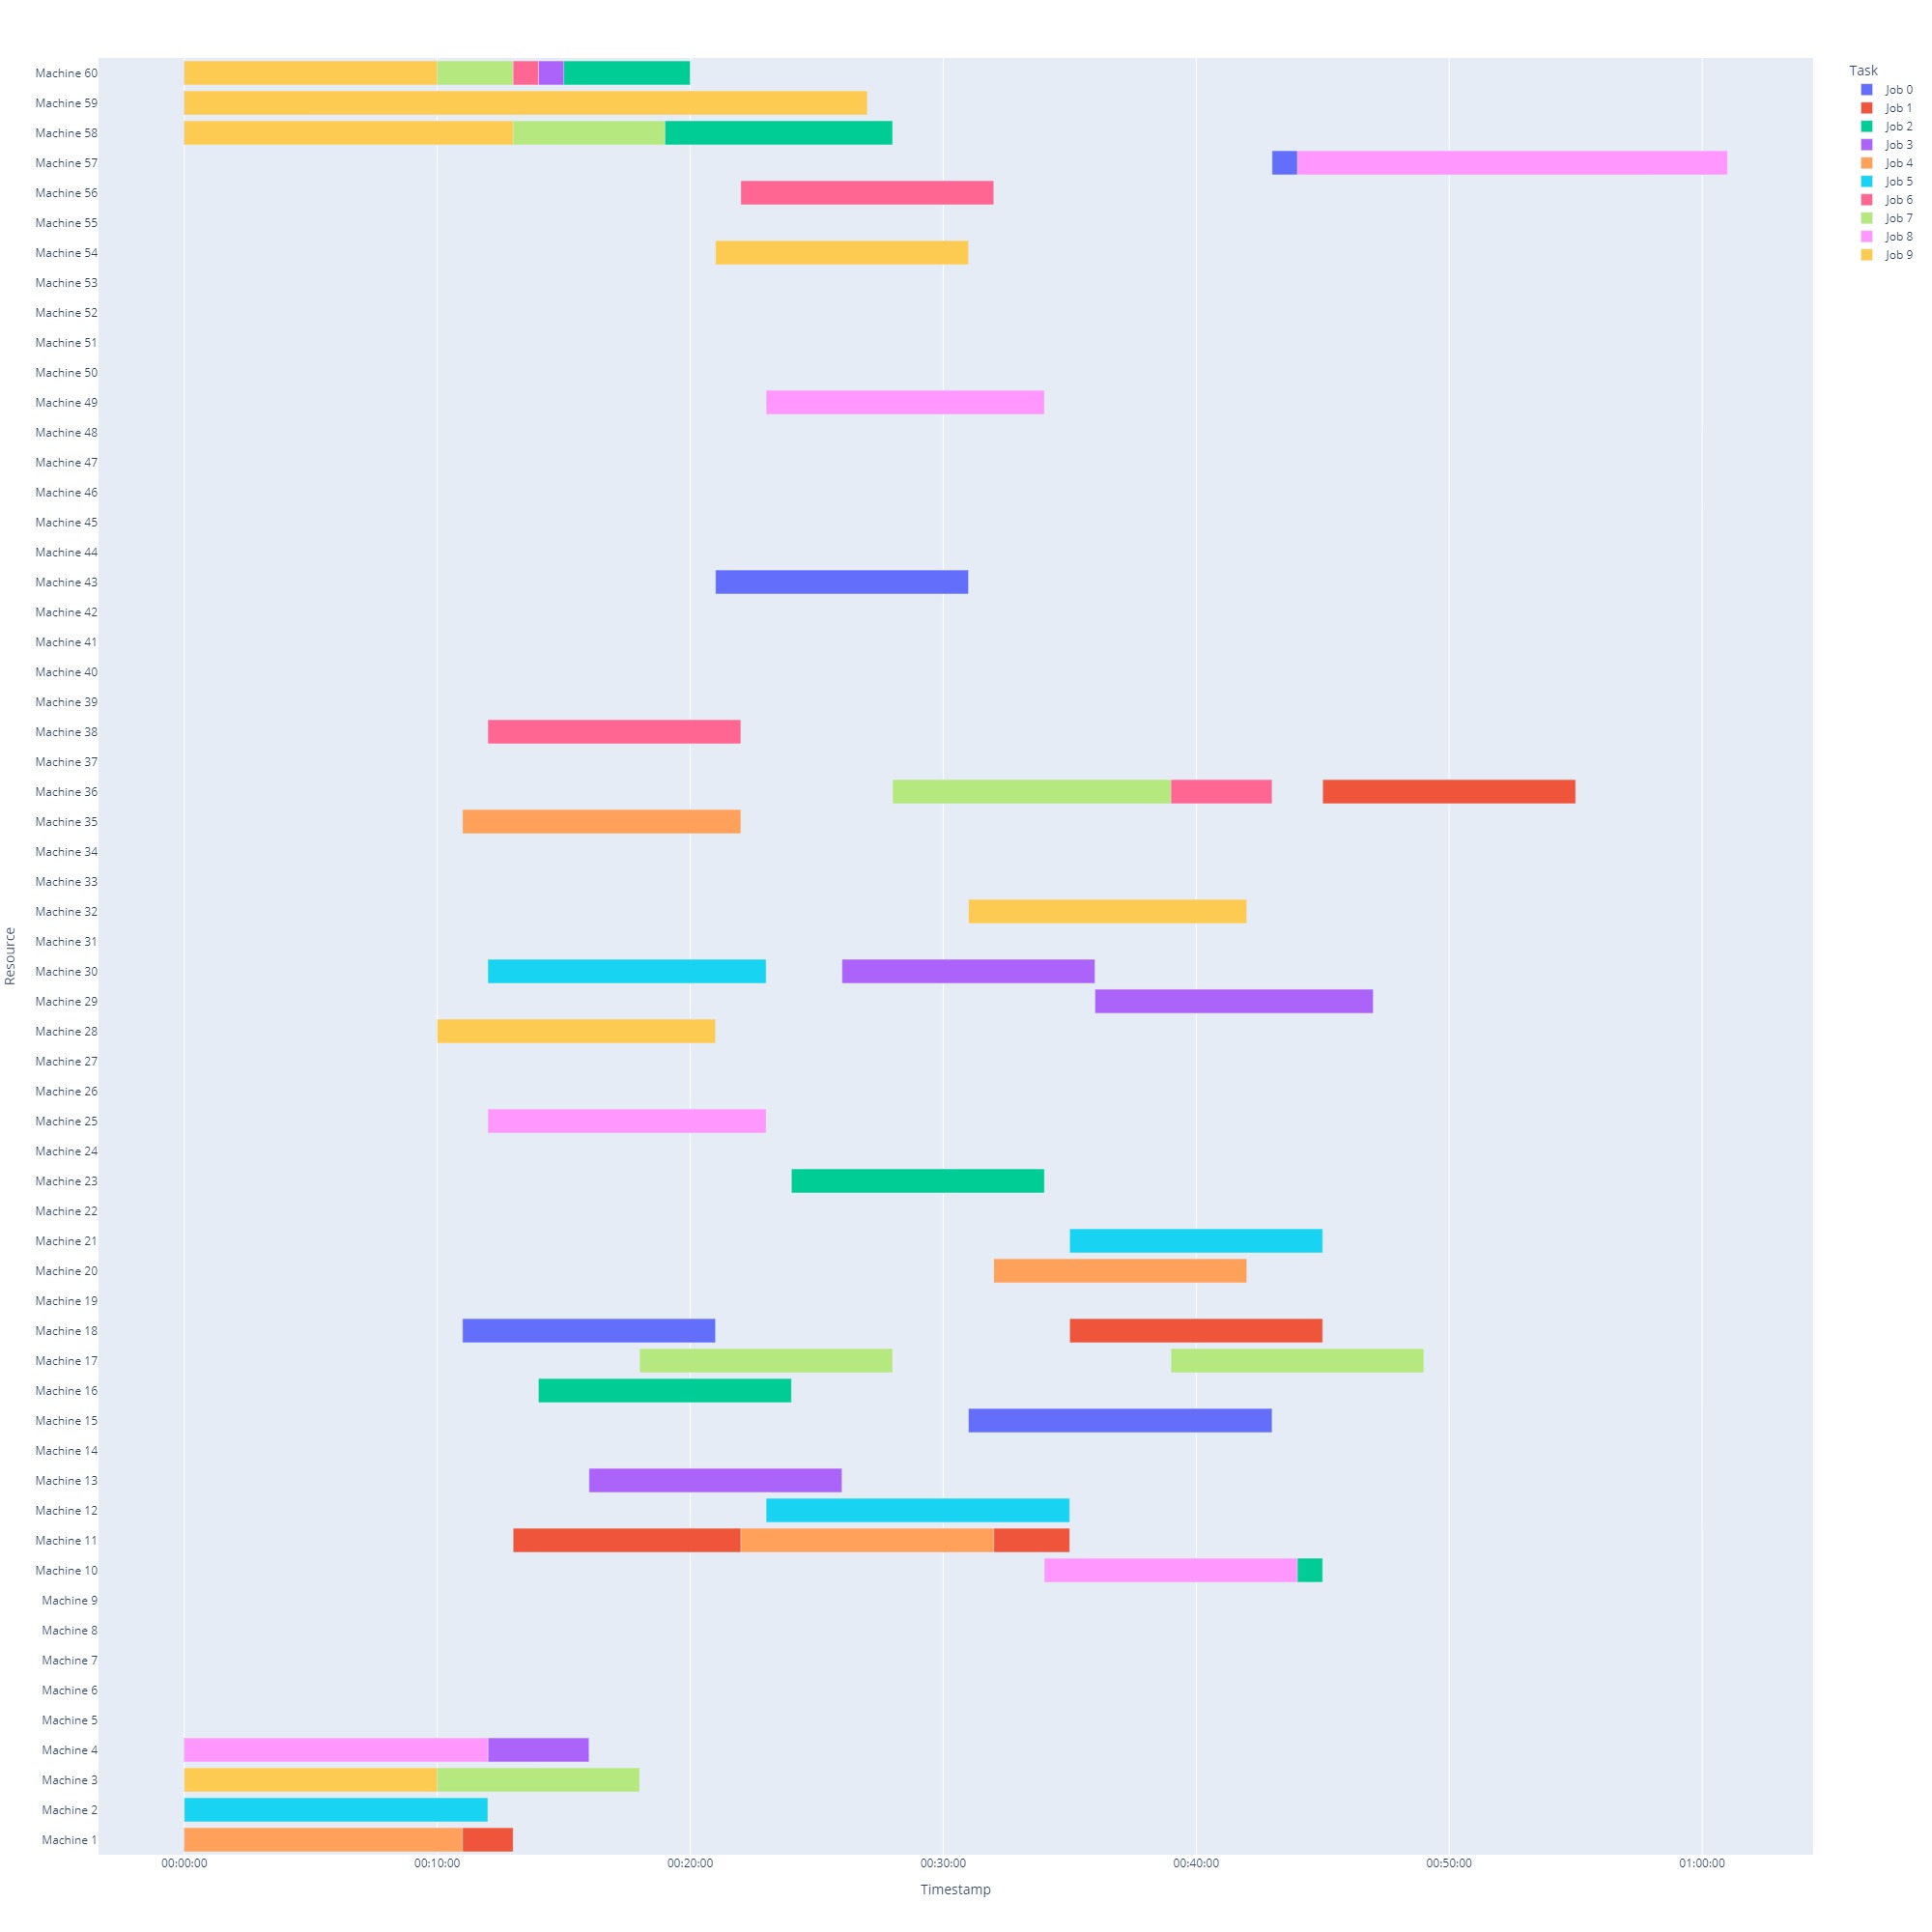 Machine 60
Machine 59
Machine 58
Machine 57
Machine 56
Machine 55
Machine 54
Machine 53
Machine 52
Machine 51
Machine 50
Machine 49
Machine 48
Machine 47
Machine 46
Machine 45
Machine 44
Machine 43
Machine 42
Machine 41
Machine 40
Machine 39
Machine 38
Machine 37
Machine 36
Machine 35
Machine 34
Machine 33
Machine 32
Machine 31
Machine 30
Machine 29
Machine 28
Machine 27
Machine 26
Machine 25
Machine 24
Machine 23
Machine 22
Machine 21
Machine 20
Machine 19
Machine 18
Machine 17
Machine 16
Machine 15
Machine 14
Machine 13
Machine 12
Machine 11
Machine 10
Machine 9
Machine 8
Machine 7
Machine 6
Machine 5
Machine 4
Machine 3
Machine 2
Machine 1
Resource
00:00:00 00:10:00 00:20:00 00:30:00 00:40:00 00:50:00 01:00:00
Timestamp
Task
Job 0
Job 1
Job 2
Job 3
Job 4
Job 5
Job 6
Job 7
Job 8
Job 9